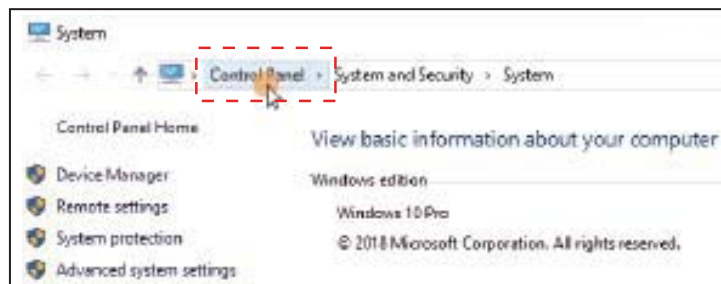 System
Control Panel › System and Security › System
Control Panel Home
View basic information about your computer
Device Manager
Windows edition
Remote settings
Windows 10 Pro
System protection
© 2018 Microsoft Corporation. All rights reserved.
Advanced system settings